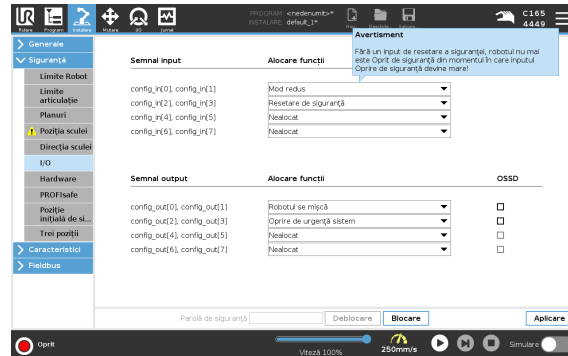 PROGRAM <nedenumit>*
INSTALARE default_1*
C165
4449
Rulare
Program
Instalare
Mutare
I/O
Jurnal
Avertisment
Fără un input de resetare a siguranței, robotul nu mai
este Oprit de siguranță din momentul în care inputul
Oprire de siguranță devine mare!
Generale
Siguranță
Limite Robot
Limite
articulație
Planuri
Poziția sculei
Direcția sculei
I/O
Hardware
PROFIsafe
Poziție
inițială de si...
Trei poziții
Caracteristici
Fieldbus
Semnal input Alocare funcții
config_in[0], config_in[1] Mod redus
config_in[2], config_in[3] Resetare de siguranță
config_in[4], config_in[5] Nealocat
config_in[6], config_in[7] Nealocat
Semnal output Alocare funcții OSSD
config_out[0], config_out[1] Robotul se mișcă
config_out[2], config_out[3] Oprire de urgență sistem
config_out[4], config_out[5] Nealocat
config_out[6], config_out[7] Nealocat
Parolă de siguranță Deblocare Blocare Aplicare
Oprit
Viteză 100%
250mm/s
Simulare